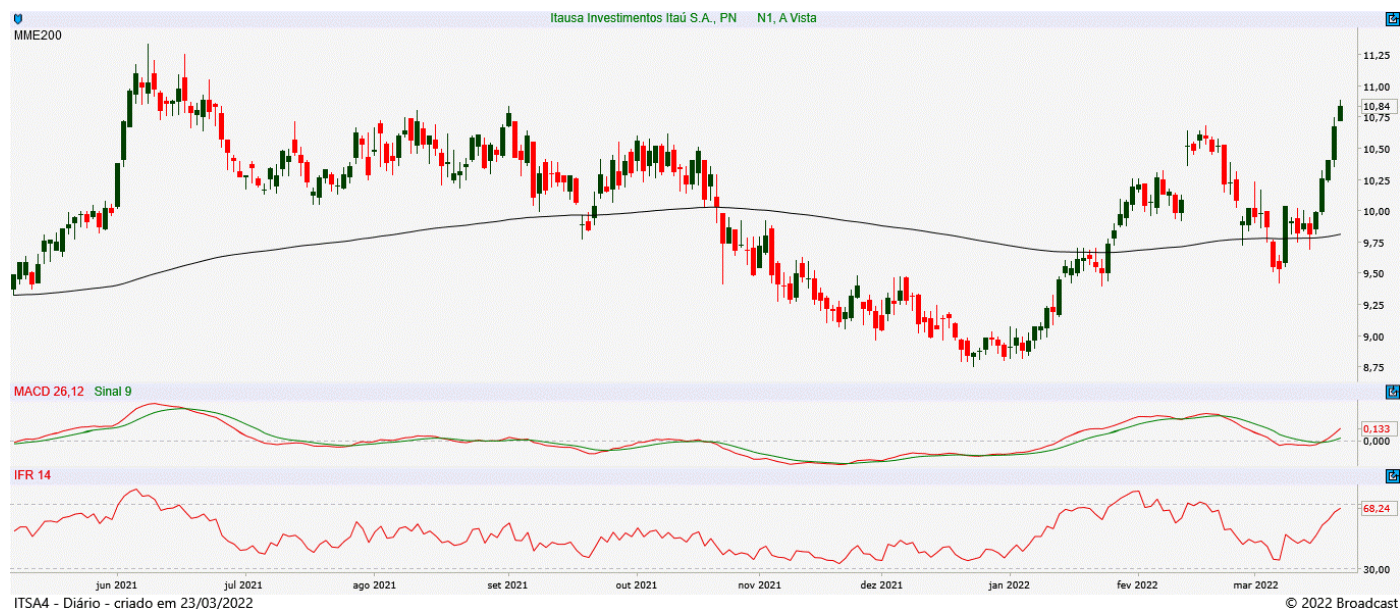 Itausa Investimentos Itaú S.A., PN N1, A Vista
MME200
11,25
11,00
10,84
10,75
10,50
10,25
10,00
9,75
9,50
9,25
9,00
8,75
MACD 26,12 Sinal 9
0,133
0,000
IFR 14
68,24
30,00
jun 2021 jul 2021 ago 2021 set 2021 out 2021 nov 2021 dez 2021 jan 2022 fev 2022 mar 2022
ITSA4 - Diário - criado em 23/03/2022 © 2022 Broadcast